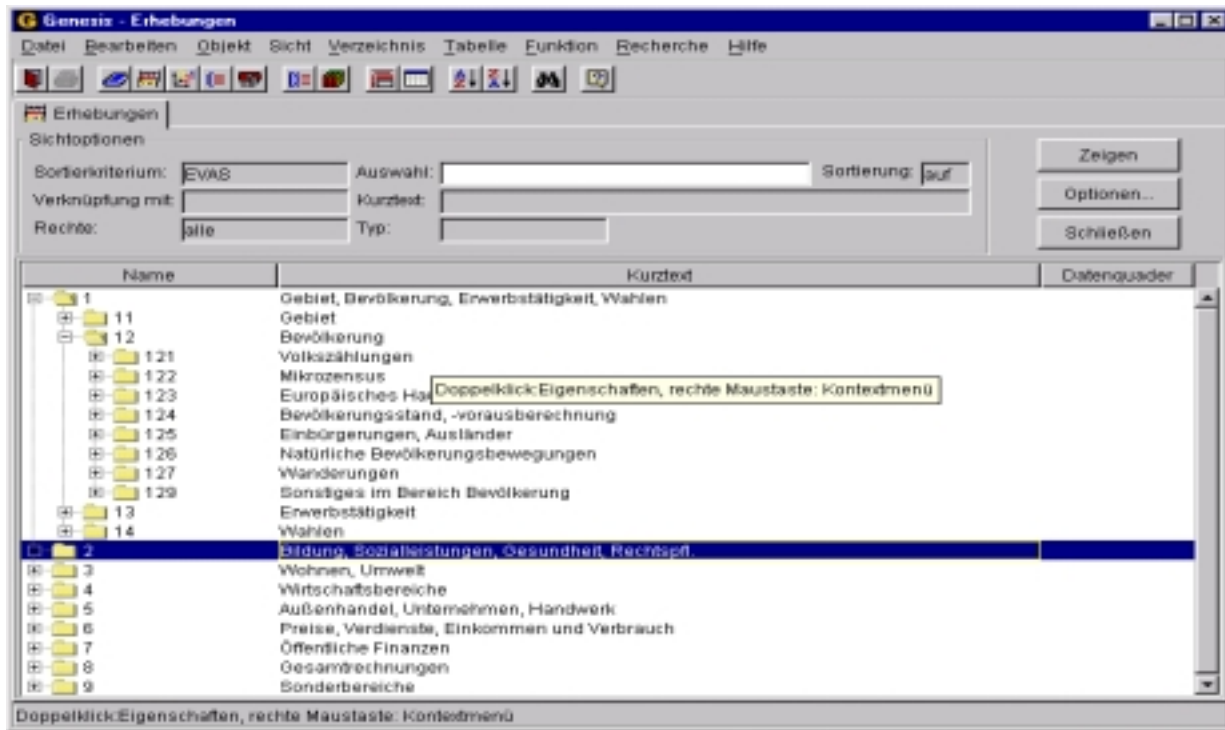 Genesis - Erhebungen
Datei Bearbeiten Objekt Sicht Verzeichnis Tabelle Funktion Recherche Hilfe
Erhebungen
Sichtoptionen
Sortierkriterium: EVAS Auswahl: Sortierung: auf
Verknüpfung mit: Kurztext:
Rechte: alle Typ:
Zeigen
Optionen...
Schließen
Name Kurztext Datenquader
1 Gebiet, Bevölkerung, Erwerbstätigkeit, Wahlen
11 Gebiet
12 Bevölkerung
121 Volkszählungen
122 Mikrozensus
Doppelklick:Eigenschaften, rechte Maustaste: Kontextmenü
123 Europäisches
124 Bevölkerungsstand, -vorausberechnung
125 Einbürgerungen, Ausländer
126 Natürliche Bevölkerungsbewegungen
127 Wanderungen
129 Sonstiges im Bereich Bevölkerung
13 Erwerbstätigkeit
14 Wahlen
2 Bildung, Sozialleistungen, Gesundheit, Rechtspfl.
3 Wohnen, Umwelt
4 Wirtschaftsbereiche
5 Außenhandel, Unternehmen, Handwerk
6 Preise, Verdienste, Einkommen und Verbrauch
7 Öffentliche Finanzen
8 Gesamtrechnungen
9 Sonderbereiche
Doppelklick:Eigenschaften, rechte Maustaste: Kontextmenü